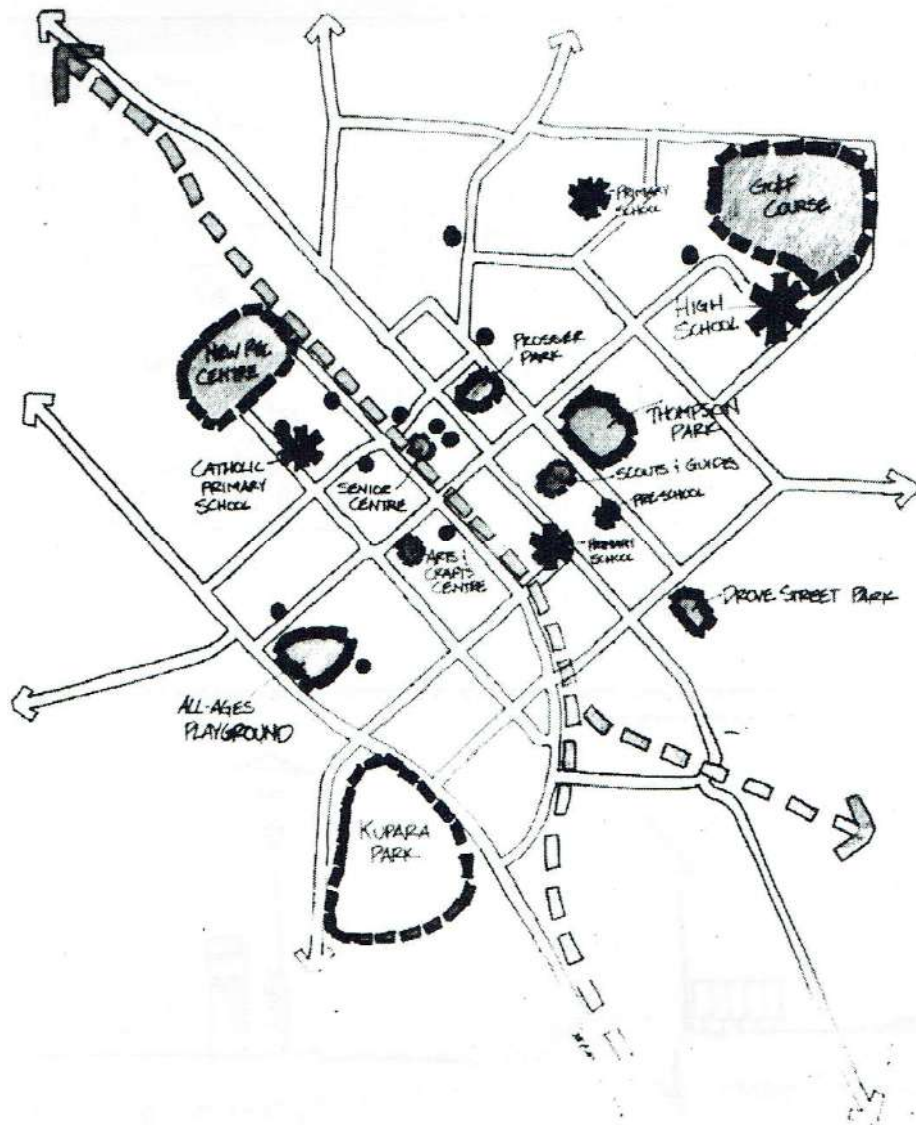 PRIMARY
SCHOOL
GOLF
COURSE
HIGH
SCHOOL
PROSSER
PARK
NEW REC
CENTRE
THOMPSON
PARK
CATHOLIC
PRIMARY
SCHOOL
SENIOR
CENTRE
SCOUTS & GUIDES
PRE-SCHOOL
ARTS &
CRAFTS
CENTRE
PRIMARY
SCHOOL
DROVE STREET PARK
ALL-AGES
PLAYGROUND
KUPARA
PARK